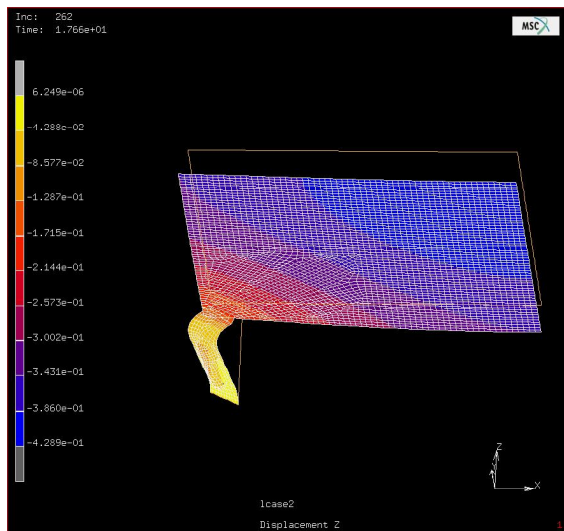 Inc: 262
Time: 1.766e+01
MSC
6.249e-06
-4.288e-02
-8.577e-02
-1.287e-01
-1.715e-01
-2.144e-01
-2.573e-01
-3.002e-01
-3.431e-01
-3.860e-01
-4.289e-01
Z
X
lcase2
Displacement Z
1